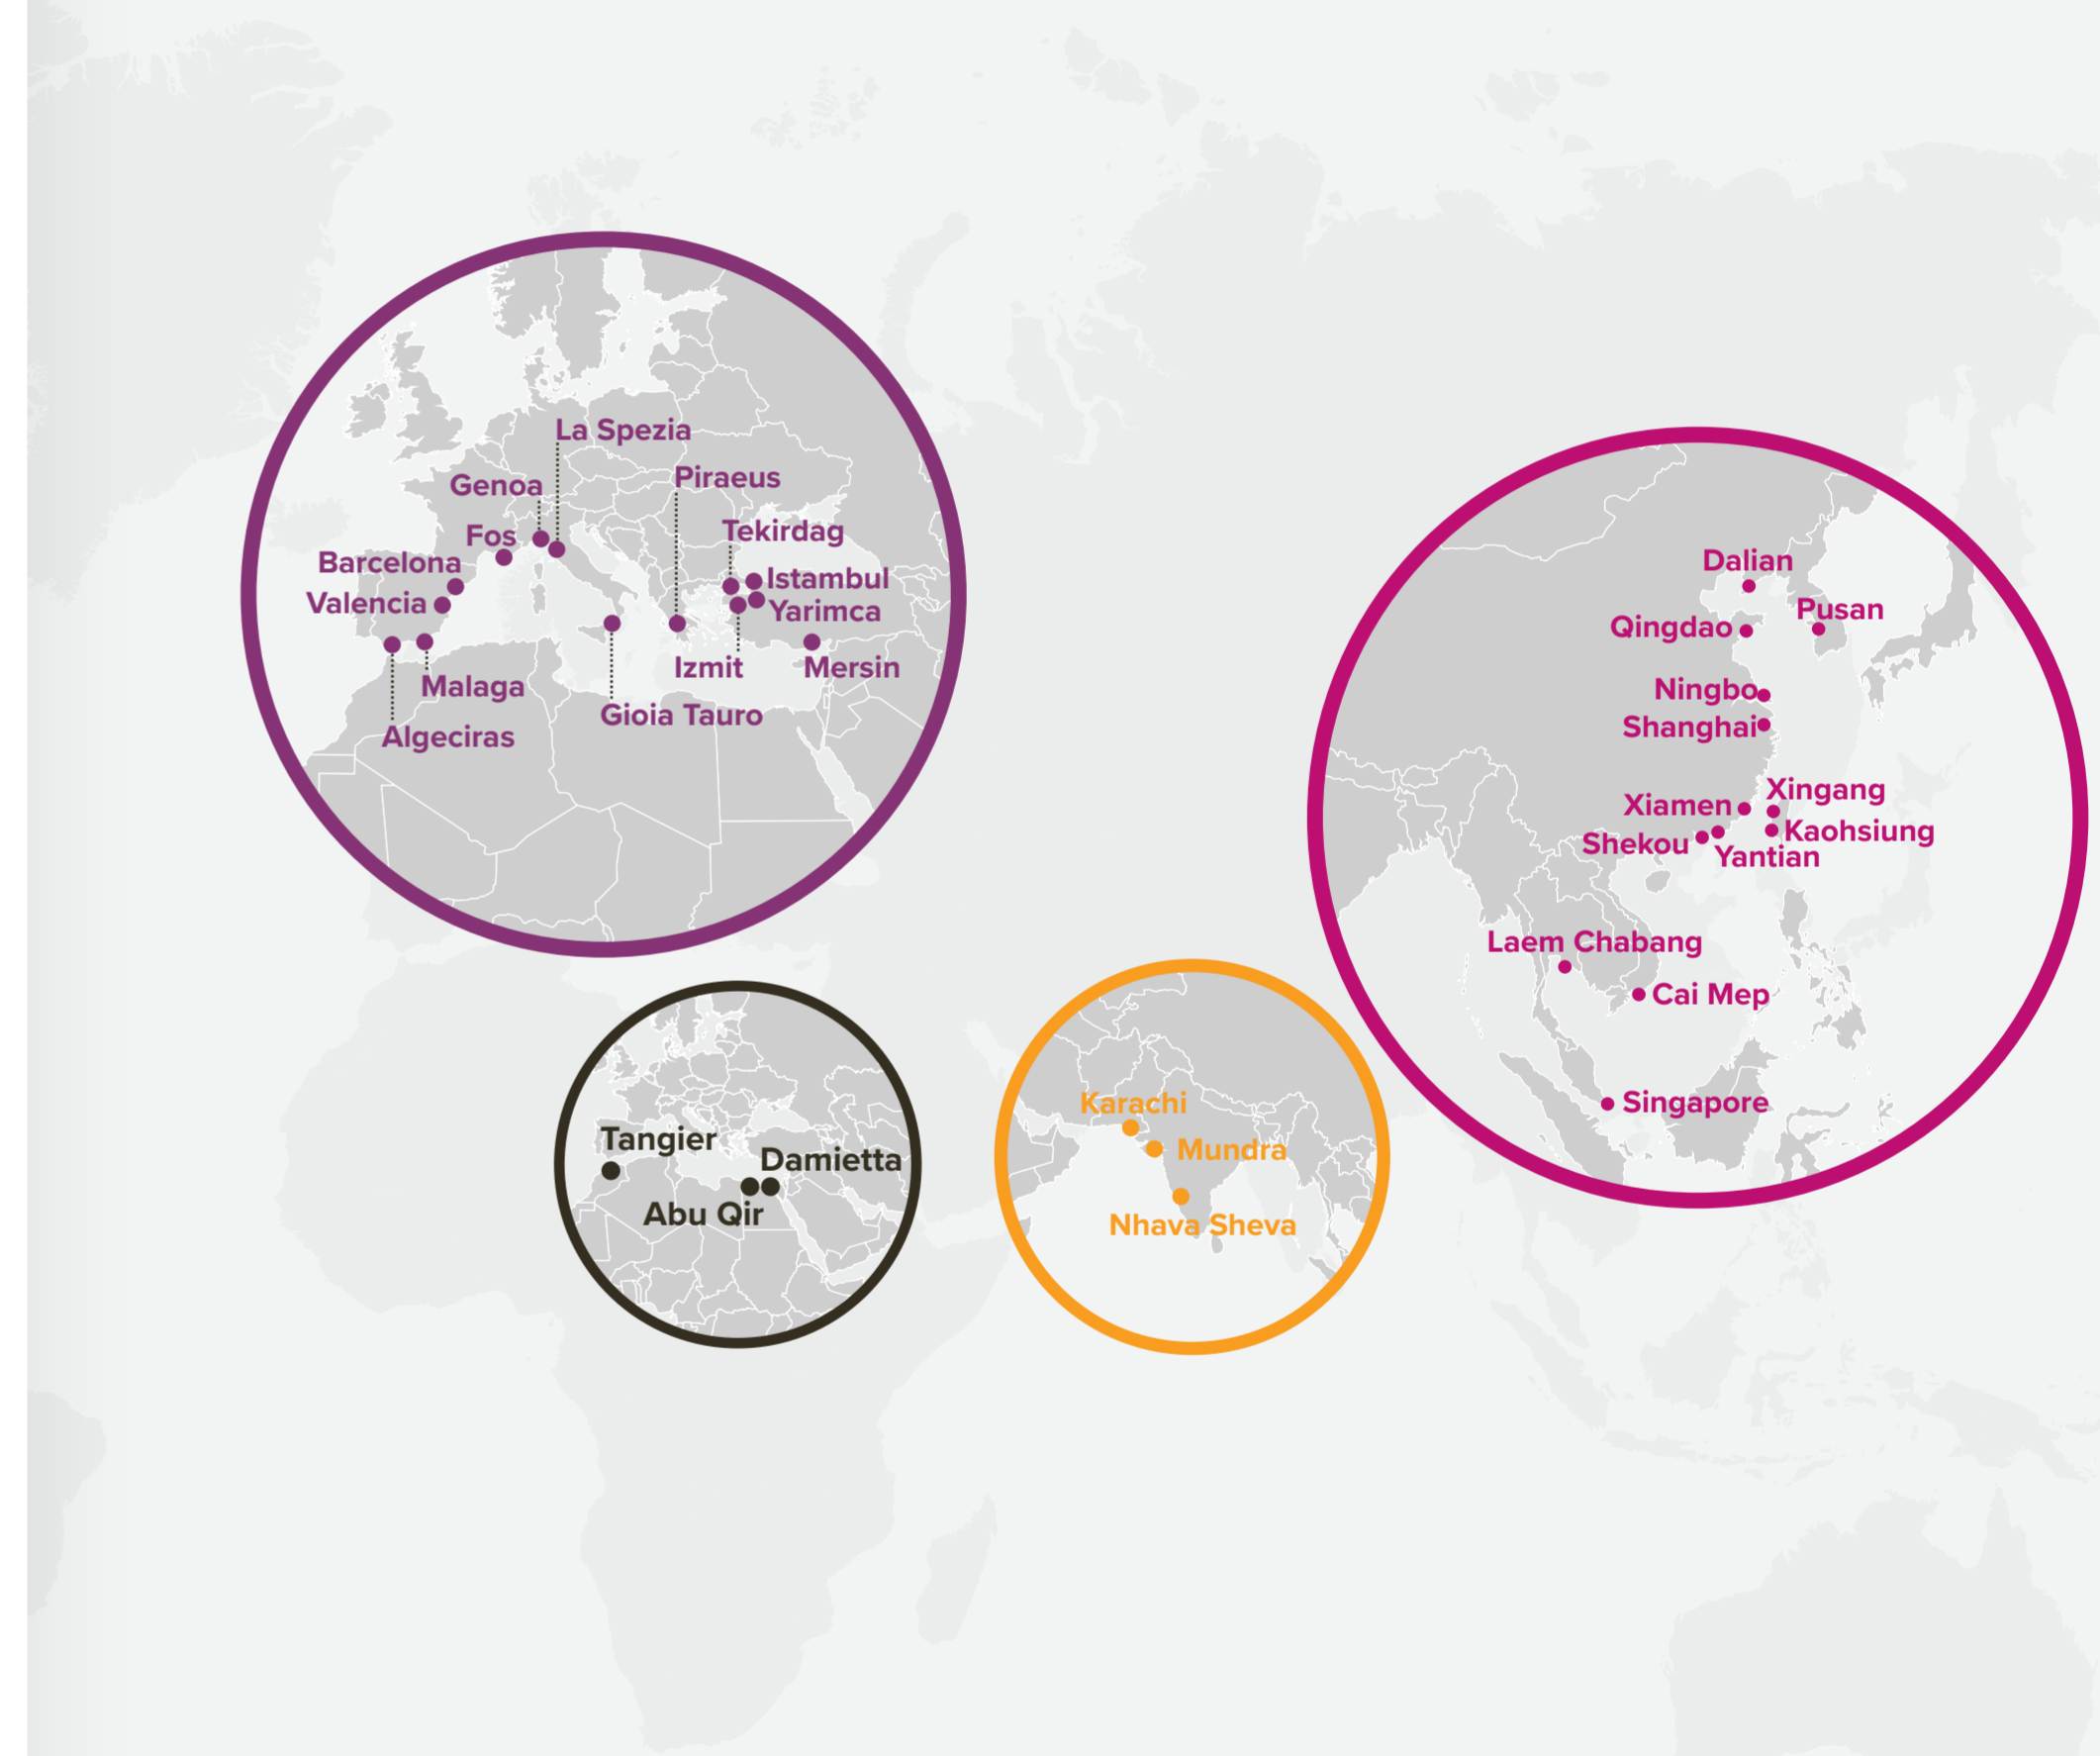 La Spezia
Piraeus
Genoa
Tekirdag
Fos
Barcelona
Istambul
Valencia
Yarimca
Izmit
Mersin
Malaga
Gioia Tauro
Algeciras
Dalian
Pusan
Qingdao
Ningbo
Shanghai
Xingang
Xiamen
Kaohsiung
Shekou
Yantian
Laem Chabang
Cai Mep
Singapore
Tangier
Damietta
Abu Qir
Karachi
Mundra
Nhava Sheva